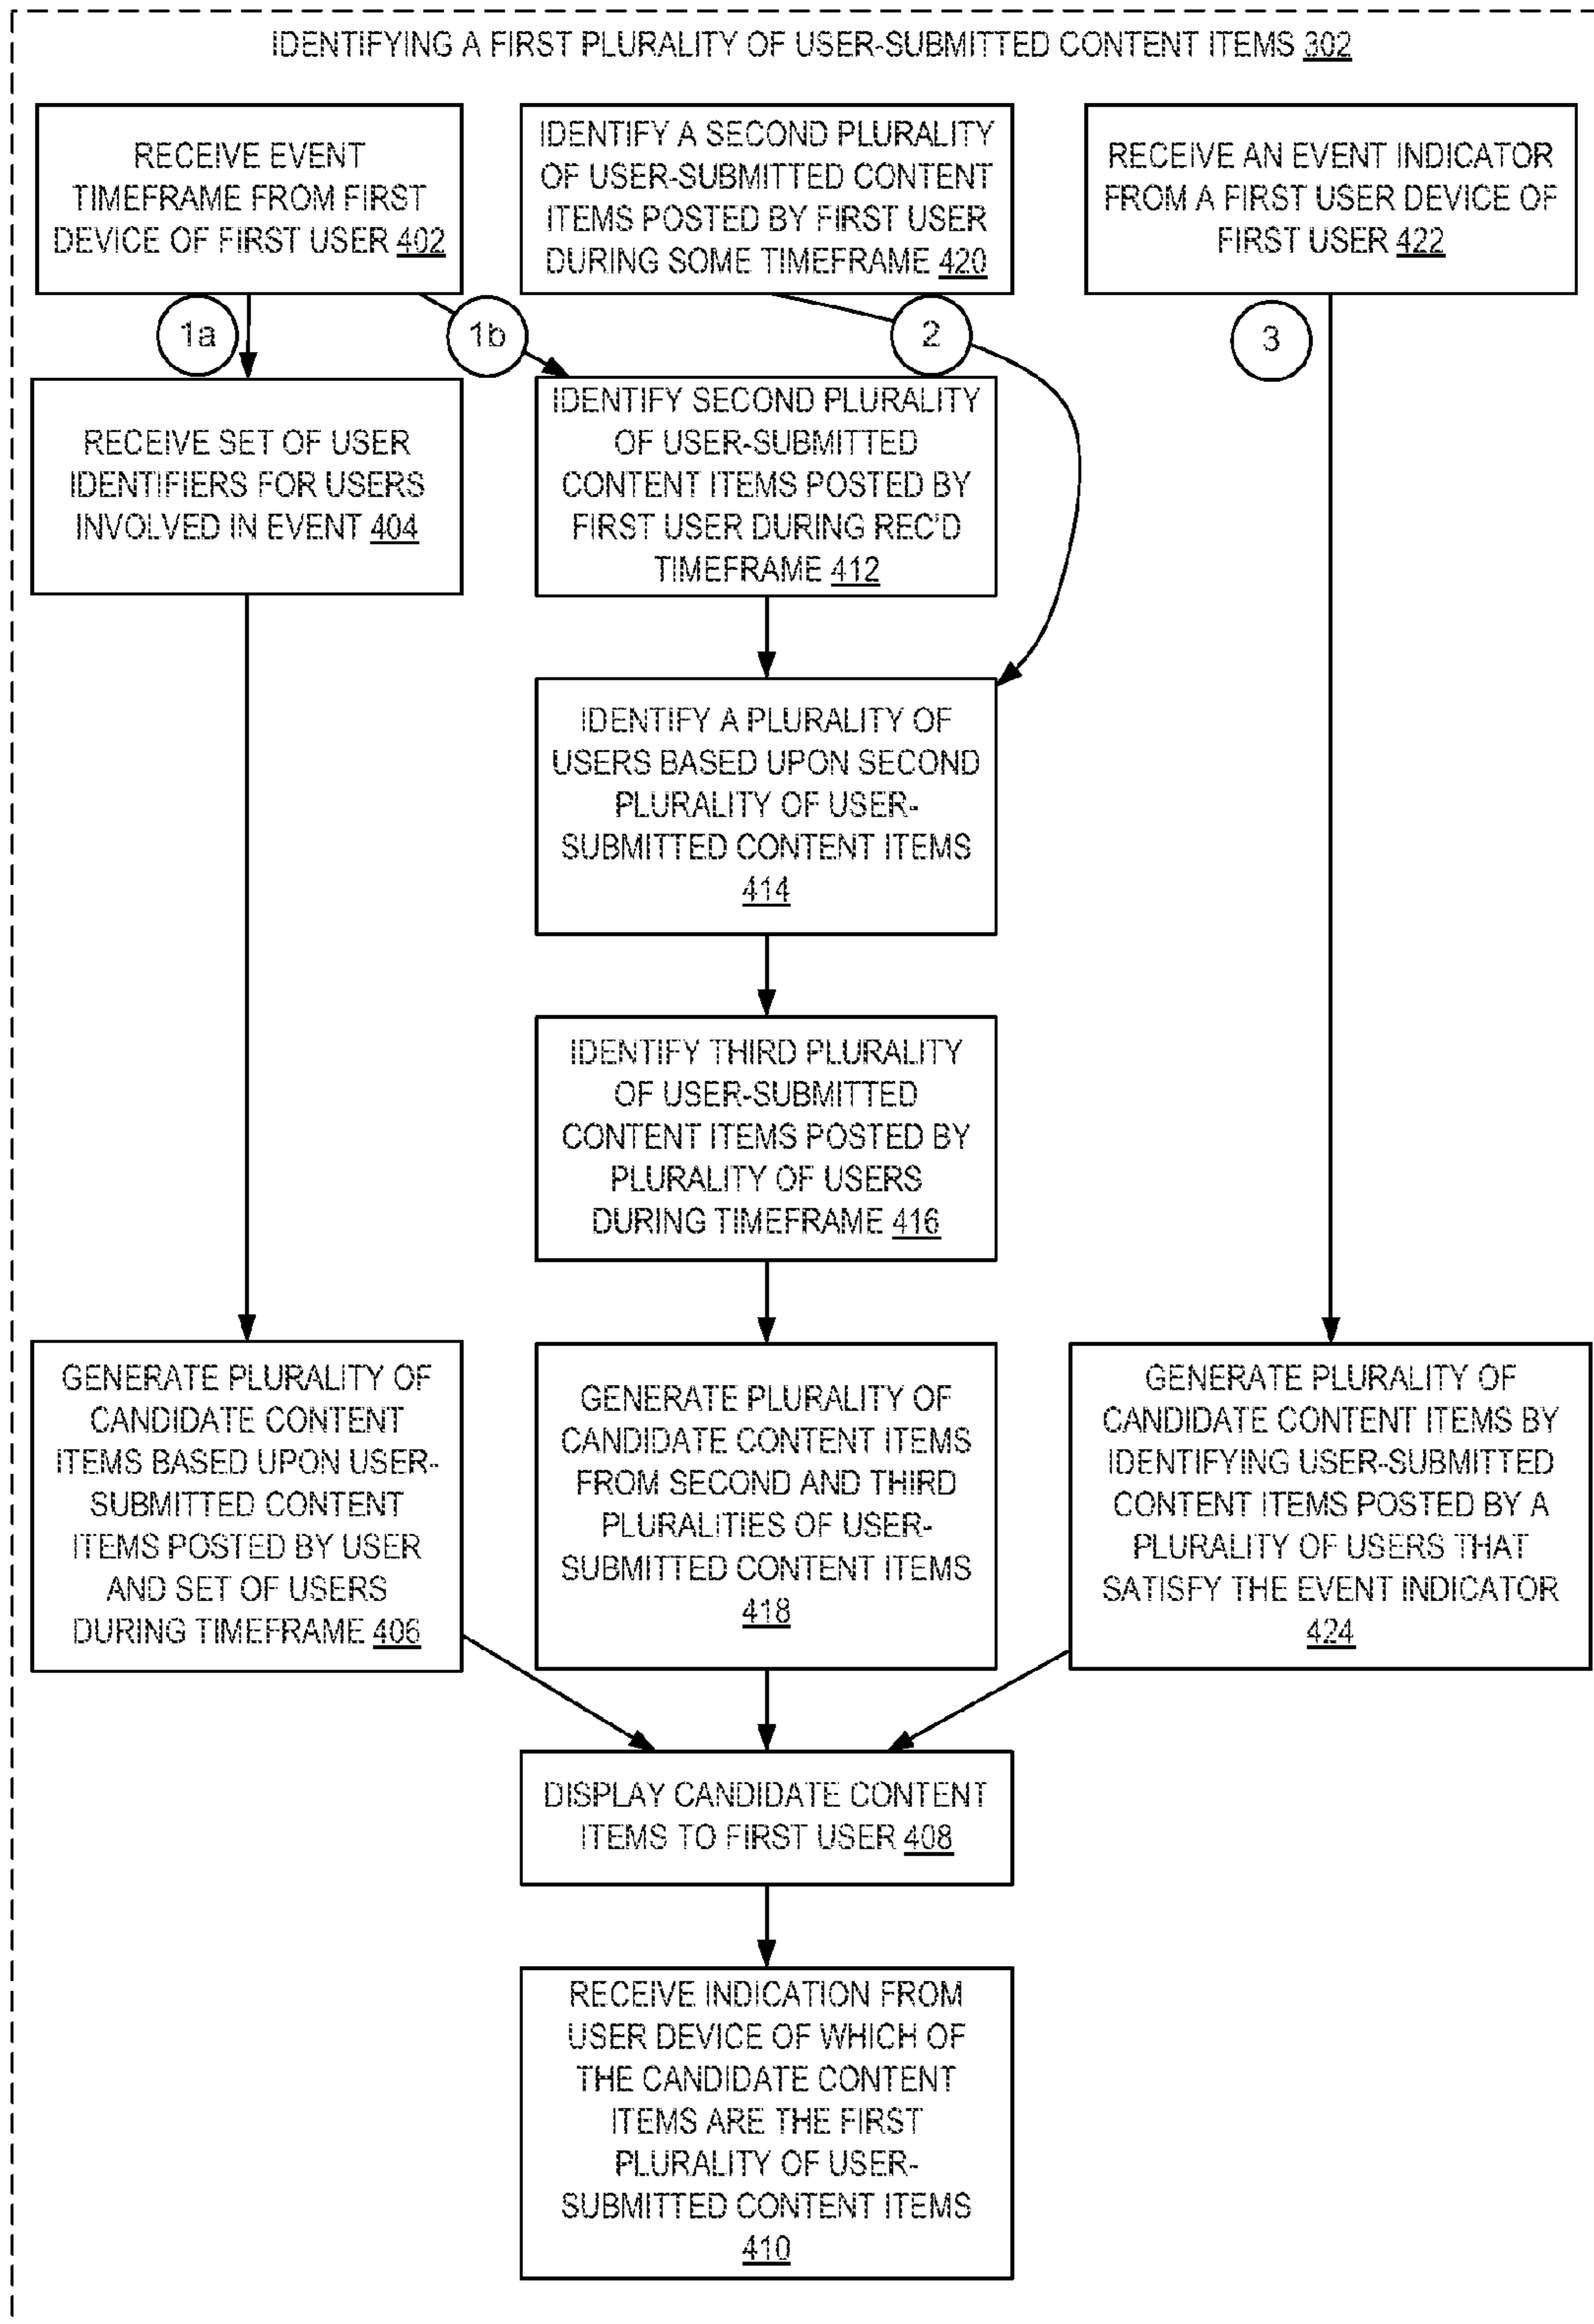 IDENTIFYING A FIRST PLURALITY OF USER-SUBMITTED CONTENT ITEMS 302
RECEIVE EVENT
TIMEFRAME FROM FIRST
DEVICE OF FIRST USER 402
IDENTIFY A SECOND PLURALITY
OF USER-SUBMITTED CONTENT
ITEMS POSTED BY FIRST USER
DURING SOME TIMEFRAME 420
RECEIVE AN EVENT INDICATOR
FROM A FIRST USER DEVICE OF
FIRST USER 422
1a
1b
2
3
RECEIVE SET OF USER
IDENTIFIERS FOR USERS
INVOLVED IN EVENT 404
IDENTIFY SECOND PLURALITY
OF USER-SUBMITTED
CONTENT ITEMS POSTED BY
FIRST USER DURING REC'D
TIMEFRAME 412
IDENTIFY A PLURALITY OF
USERS BASED UPON SECOND
PLURALITY OF USER-
SUBMITTED CONTENT ITEMS
414
IDENTIFY THIRD PLURALITY
OF USER-SUBMITTED
CONTENT ITEMS POSTED BY
PLURALITY OF USERS
DURING TIMEFRAME 416
GENERATE PLURALITY OF
CANDIDATE CONTENT
ITEMS BASED UPON USER-
SUBMITTED CONTENT
ITEMS POSTED BY USER
AND SET OF USERS
DURING TIMEFRAME 406
GENERATE PLURALITY OF
CANDIDATE CONTENT ITEMS
FROM SECOND AND THIRD
PLURALITIES OF USER-
SUBMITTED CONTENT ITEMS
418
GENERATE PLURALITY OF
CANDIDATE CONTENT ITEMS BY
IDENTIFYING USER-SUBMITTED
CONTENT ITEMS POSTED BY A
PLURALITY OF USERS THAT
SATISFY THE EVENT INDICATOR
424
DISPLAY CANDIDATE CONTENT
ITEMS TO FIRST USER 408
RECEIVE INDICATION FROM
USER DEVICE OF WHICH OF
THE CANDIDATE CONTENT
ITEMS ARE THE FIRST
PLURALITY OF USER-
SUBMITTED CONTENT ITEMS
410